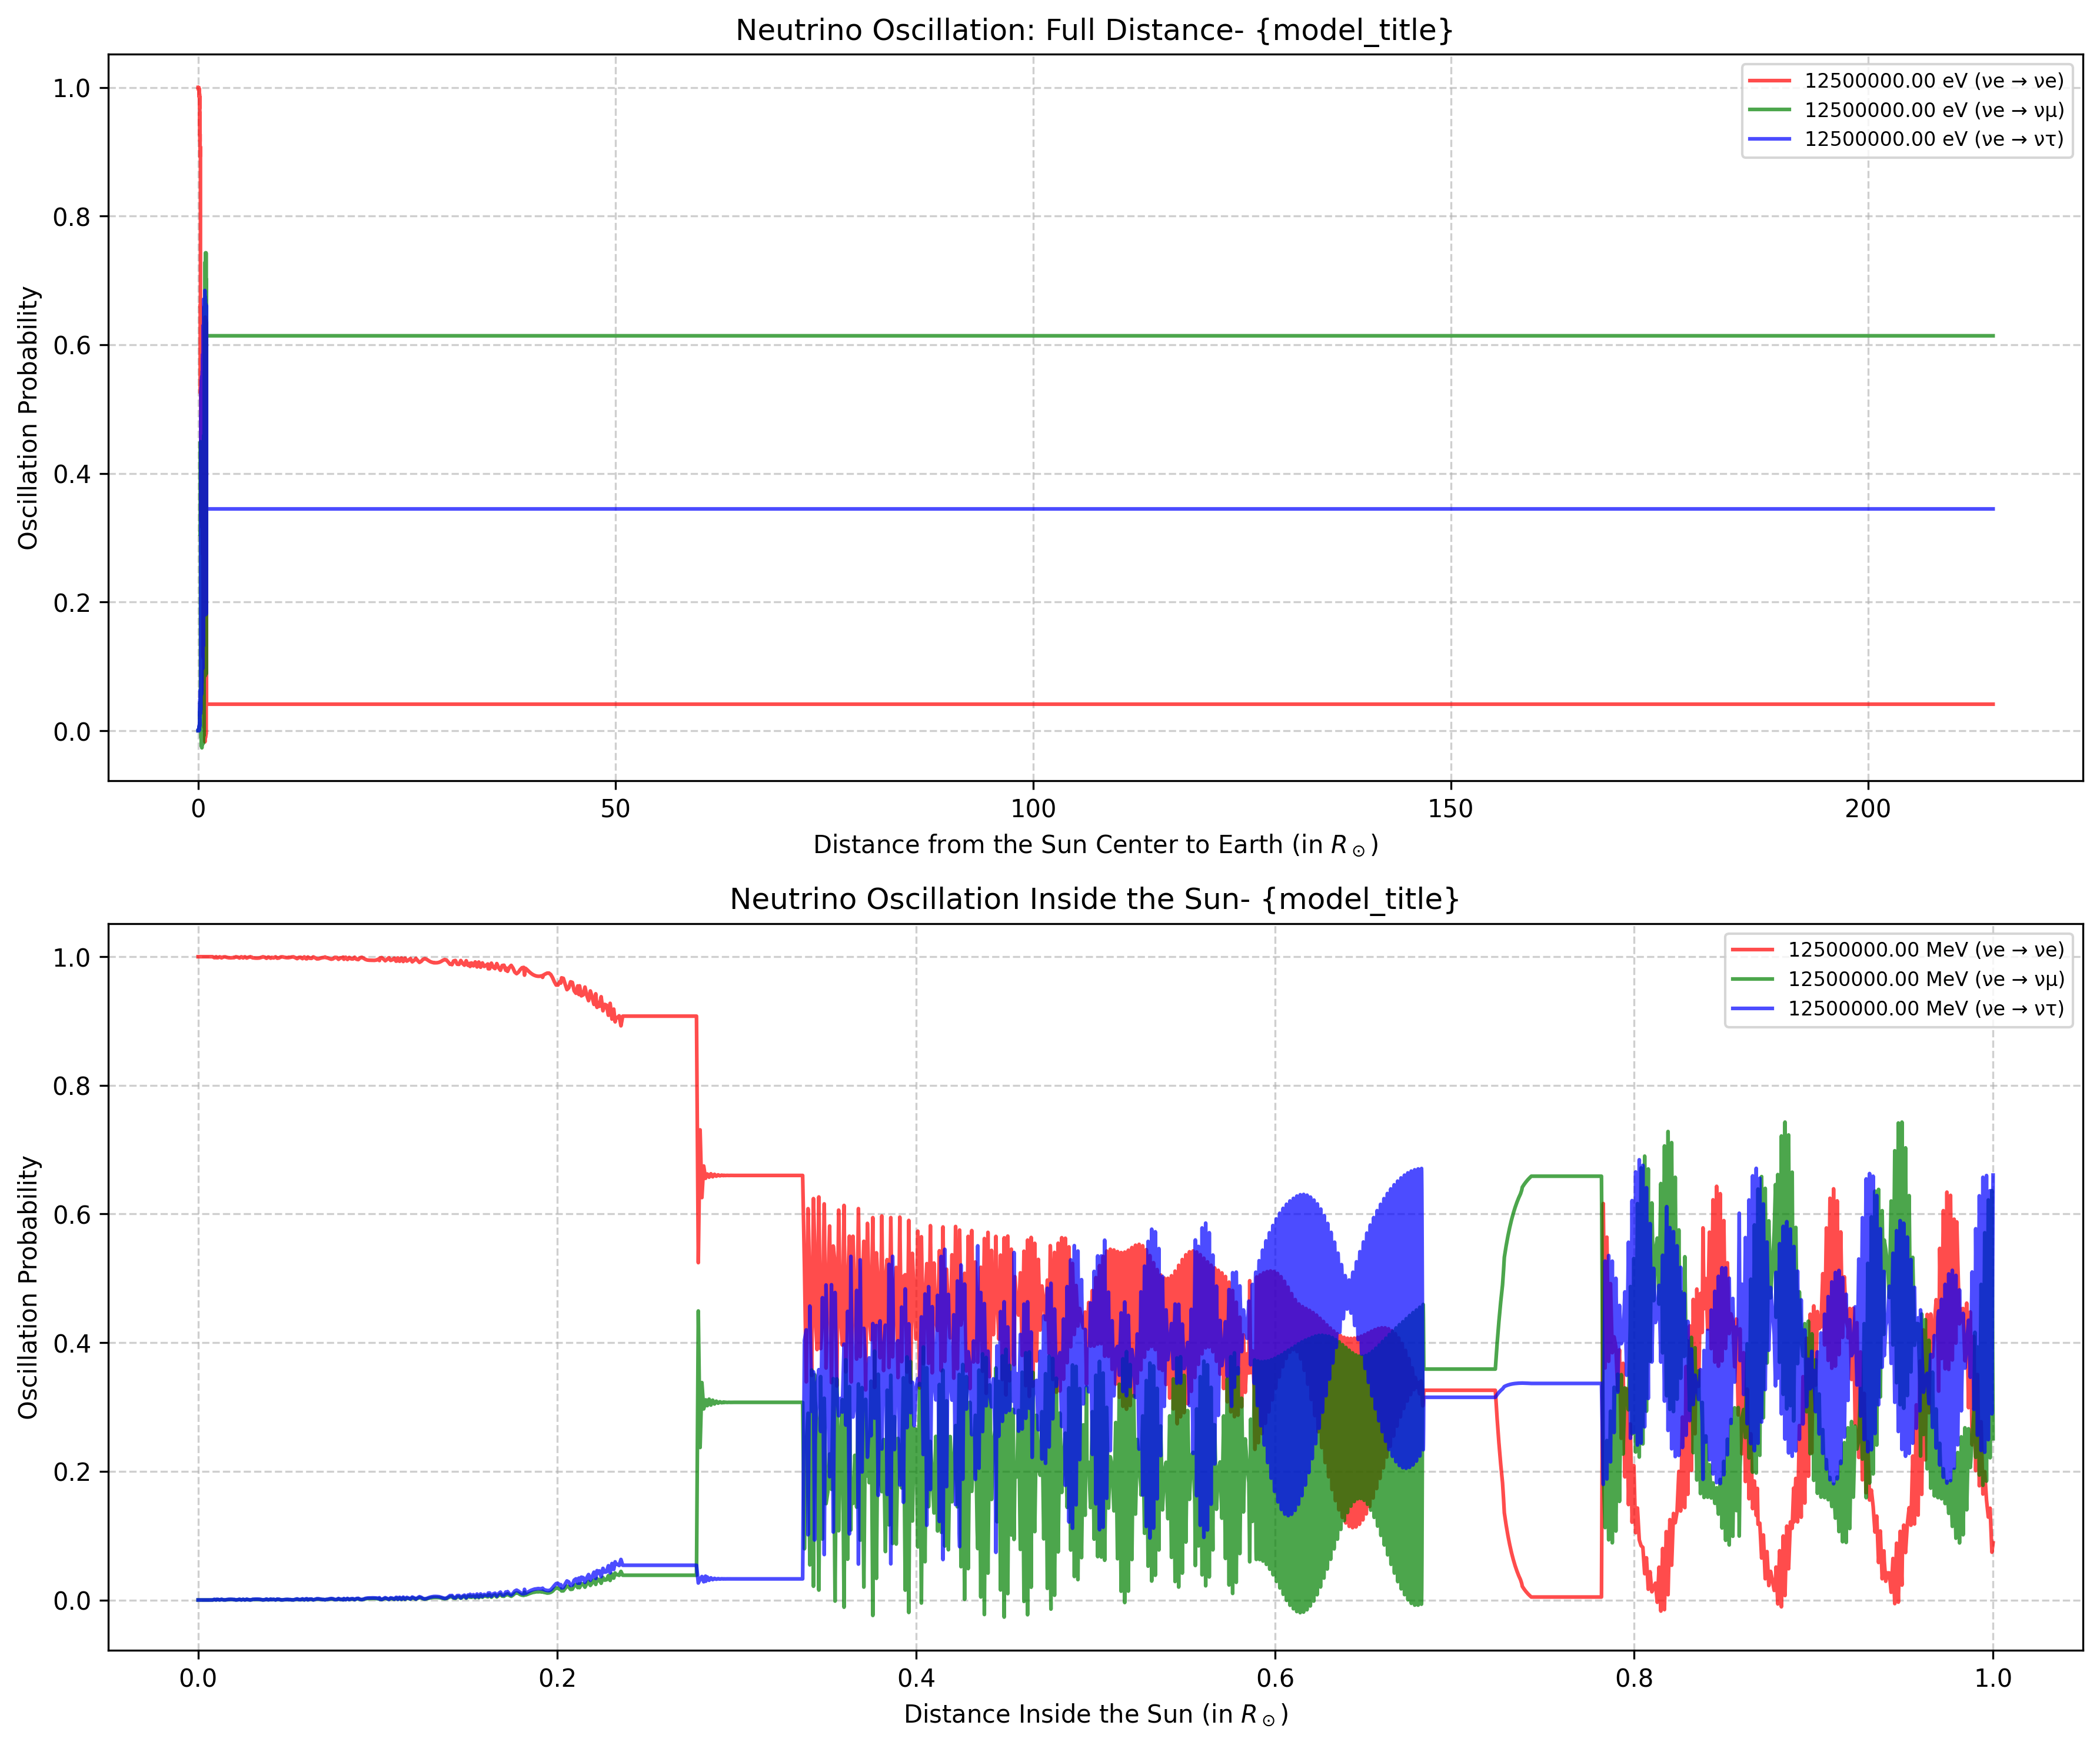 Neutrino Oscillation: Full Distance- {model_title}
12500000.00 eV (νe → νe)
12500000.00 eV (νe → νμ)
12500000.00 eV (νe → ντ)
Oscillation Probability
1.0
0.8
0.6
0.4
0.2
0.0
0 50 100 150 200
Distance from the Sun Center to Earth (in R⊙)
Neutrino Oscillation Inside the Sun- {model_title}
12500000.00 MeV (νe → νe)
12500000.00 MeV (νe → νμ)
12500000.00 MeV (νe → ντ)
Oscillation Probability
1.0
0.8
0.6
0.4
0.2
0.0
0.0 0.2 0.4 0.6 0.8 1.0
Distance Inside the Sun (in R⊙)